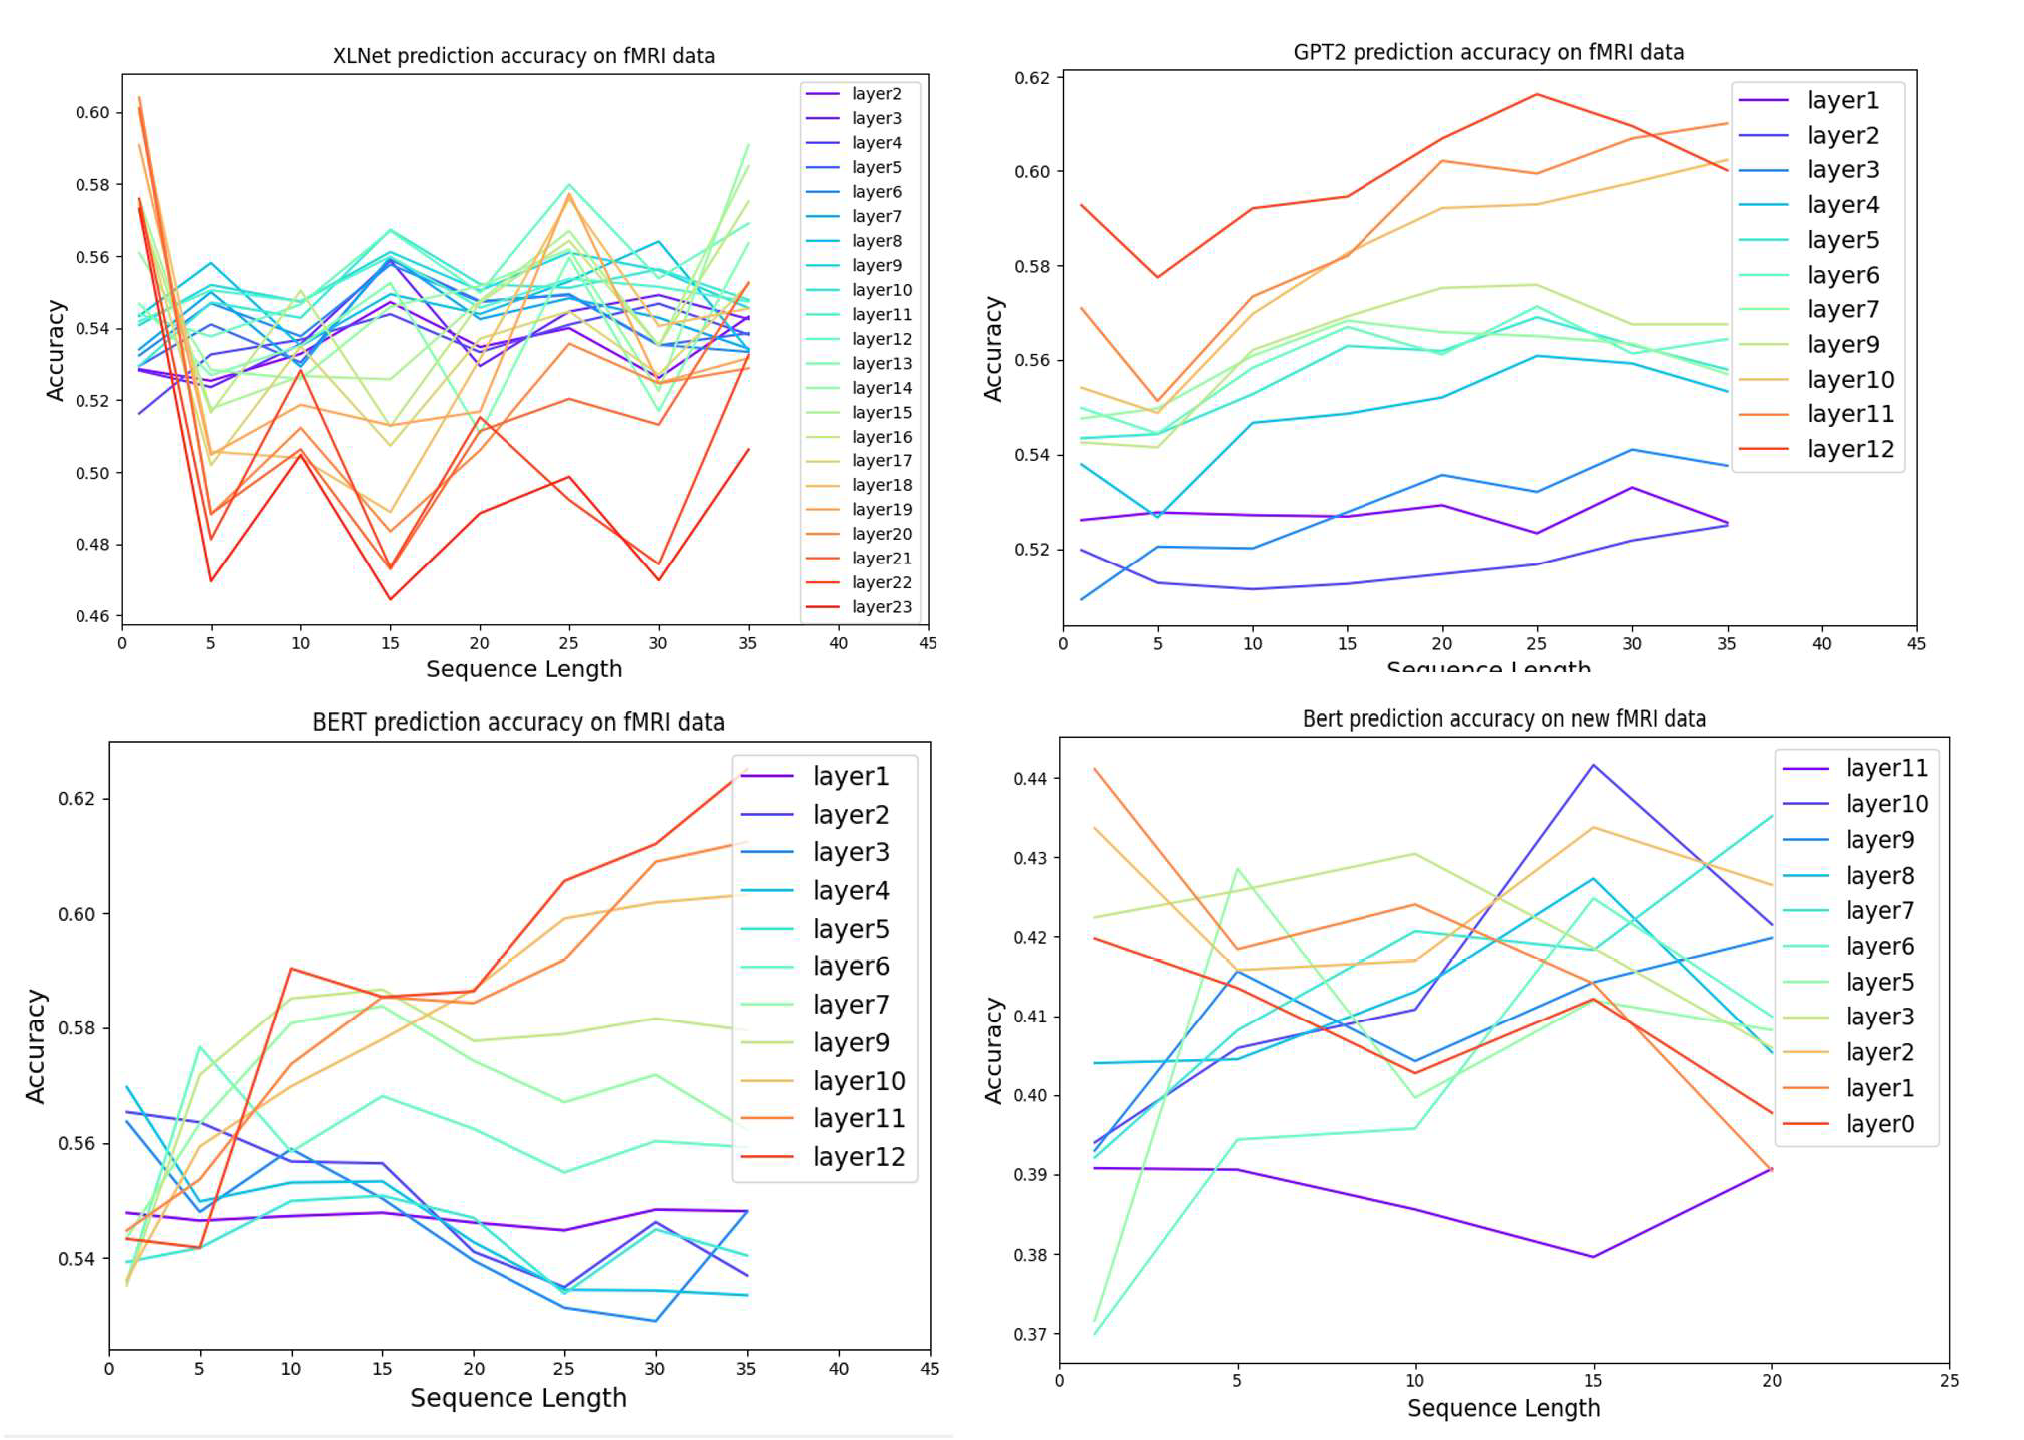 XLNet prediction accuracy on fMRI data
0.60
0.58
0.56
0.54
0.52
0.50
0.48
0.46
0
5
10
15
20
25
30
35
40
45
Accuracy
Sequence Length
layer2
layer3
layer4
layer5
layer6
layer7
layer8
layer9
layer10
layer11
layer12
layer13
layer14
layer15
layer16
layer17
layer18
layer19
layer20
layer21
layer22
layer23
GPT2 prediction accuracy on fMRI data
0.62
0.60
0.58
0.56
0.54
0.52
0
5
10
15
20
25
30
35
40
45
Accuracy
Sequence Length
layer1
layer2
layer3
layer4
layer5
layer6
layer7
layer9
layer10
layer11
layer12
BERT prediction accuracy on fMRI data
0.62
0.60
0.58
0.56
0.54
0
5
10
15
20
25
30
35
40
45
Accuracy
Sequence Length
layer1
layer2
layer3
layer4
layer5
layer6
layer7
layer9
layer10
layer11
layer12
Bert prediction accuracy on new fMRI data
0.44
0.43
0.42
0.41
0.40
0.39
0.38
0.37
0
5
10
15
20
25
Accuracy
Sequence Length
layer11
layer10
layer9
layer8
layer7
layer6
layer5
layer3
layer2
layer1
layer0